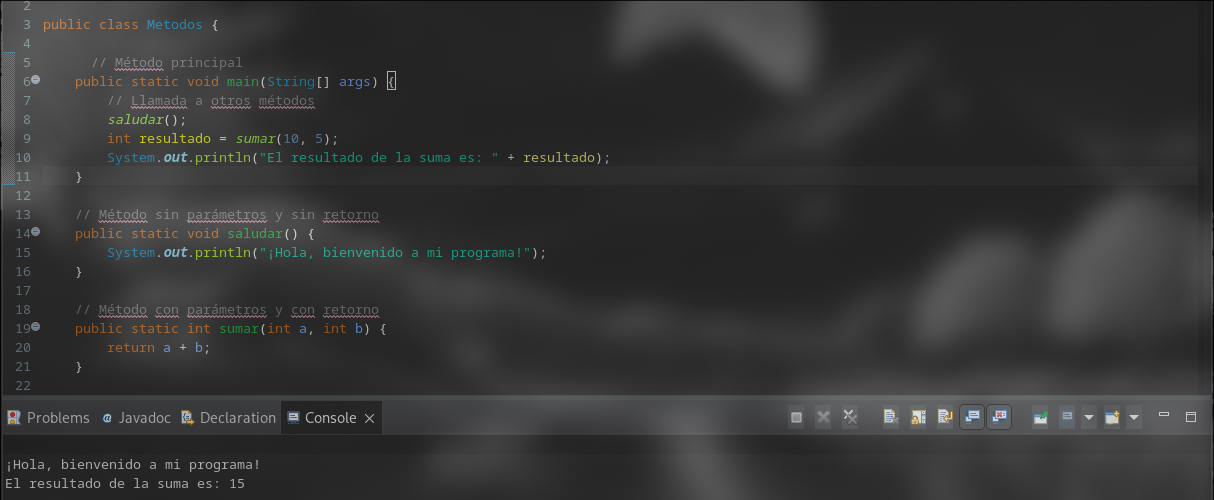 2
3 public class Metodos {
4
5 // Método principal
6 public static void main(String[] args) {
7 // Llamada a otros métodos
8 saludar();
9 int resultado = sumar(10, 5);
10 System.out.println("El resultado de la suma es: " + resultado);
11 }
12
13 // Método sin parámetros y sin retorno
14 public static void saludar() {
15 System.out.println("¡Hola, bienvenido a mi programa!");
16 }
17
18 // Método con parámetros y con retorno
19 public static int sumar(int a, int b) {
20 return a + b;
21 }
22
Problems @ Javadoc Declaration Console
¡Hola, bienvenido a mi programa!
El resultado de la suma es: 15